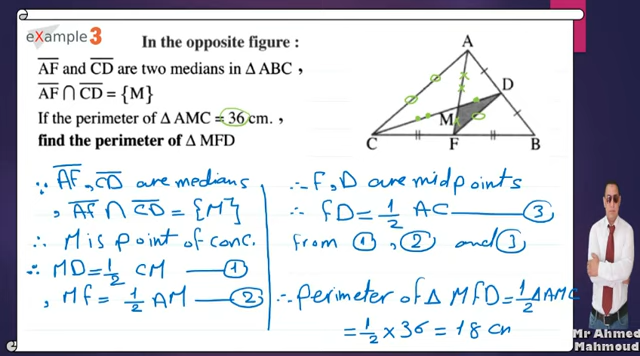 eXample 3
In the opposite figure :
AF and CD are two medians in Δ ABC ,
AF ∩ CD = {M}
If the perimeter of Δ AMC = 36 cm. ,
find the perimeter of Δ MFD
A
D
M
C
F
B
∵ AF, CD are medians
, AF ∩ CD = {M}
∴ M is point of conc.
∴ MD = 1/2 CM — ①
, MF = 1/2 AM — ②
∴ F, D are midpoints
∴ FD = 1/2 AC — ③
From ①, ② and ③
∴ Perimeter of Δ MFD = 1/2 Δ AMC
= 1/2 × 36 = 18 cm
Mr Ahmed
Mahmoud